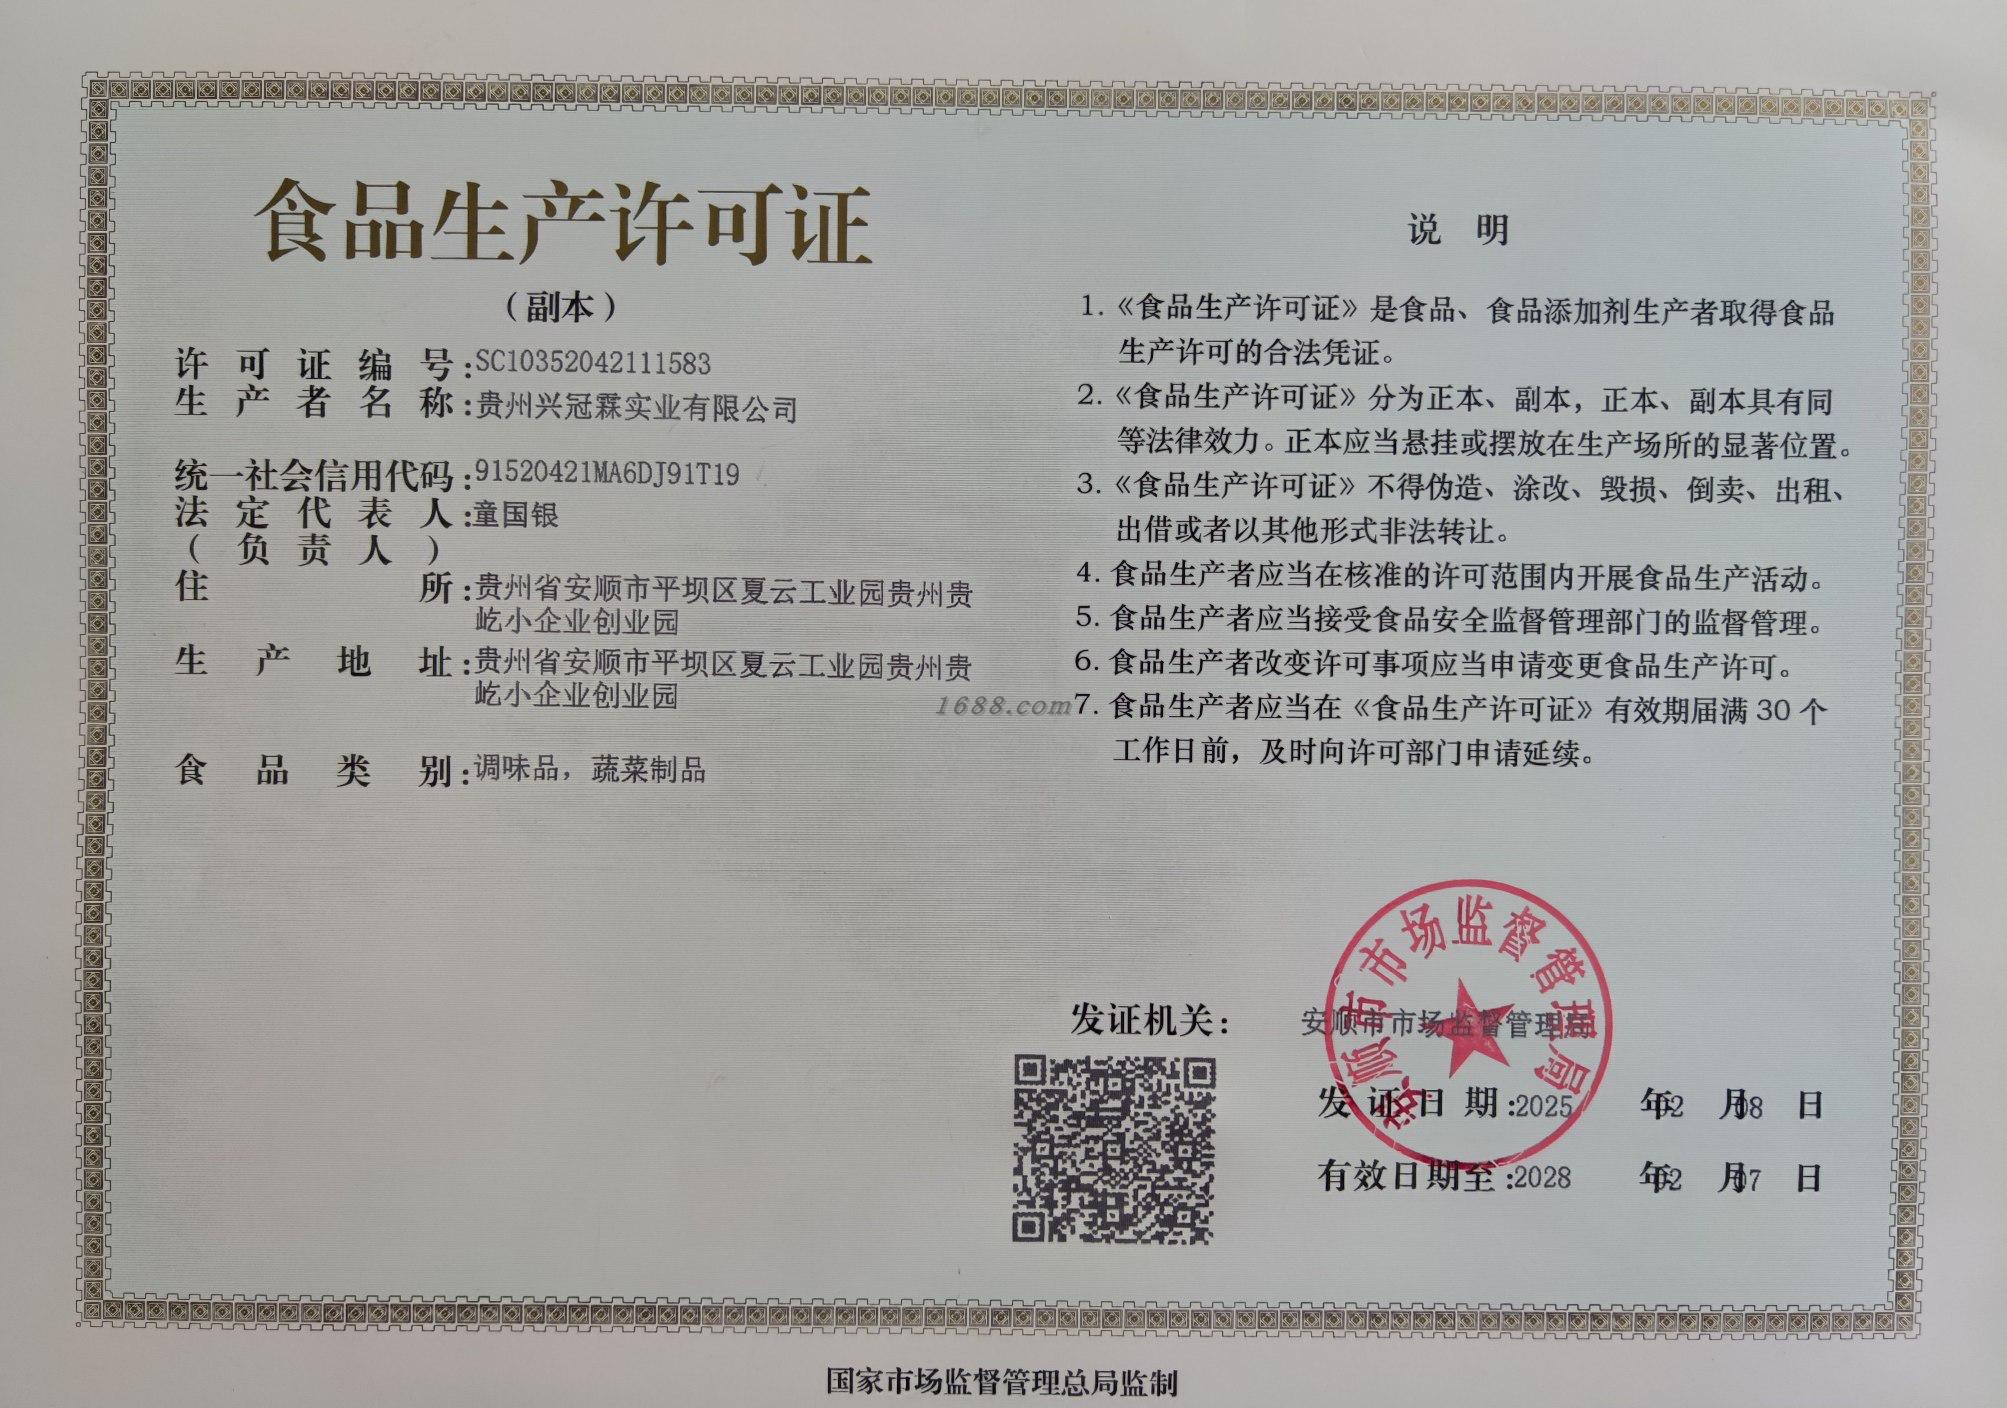 食品生产许可证
（副本）
许可证编号:SC10352042111583
生产者名称:贵州兴冠霖实业有限公司
统一社会信用代码:91520421MA6DJ91T19
法定代表人:童国银
（负责人）
住所:贵州省安顺市平坝区夏云工业园贵州贵
屹小企业创业园
生产地址:贵州省安顺市平坝区夏云工业园贵州贵
屹小企业创业园
食品类别:调味品，蔬菜制品
说 明
1.《食品生产许可证》是食品、食品添加剂生产者取得食品
生产许可的合法凭证。
2.《食品生产许可证》分为正本、副本，正本、副本具有同
等法律效力。正本应当悬挂或摆放在生产场所的显著位置。
3.《食品生产许可证》不得伪造、涂改、毁损、倒卖、出租、
出借或者以其他形式非法转让。
4.食品生产者应当在核准的许可范围内开展食品生产活动。
5.食品生产者应当接受食品安全监督管理部门的监督管理。
6.食品生产者改变许可事项应当申请变更食品生产许可。
1688.com
7.食品生产者应当在《食品生产许可证》有效期届满 30 个
工作日前，及时向许可部门申请延续。
发证机关：安顺市市场监督管理局
安顺市市场监督管理局
发证日期:2025 年02 月08 日
有效日期至:2028 年02 月07 日
国家市场监督管理总局监制